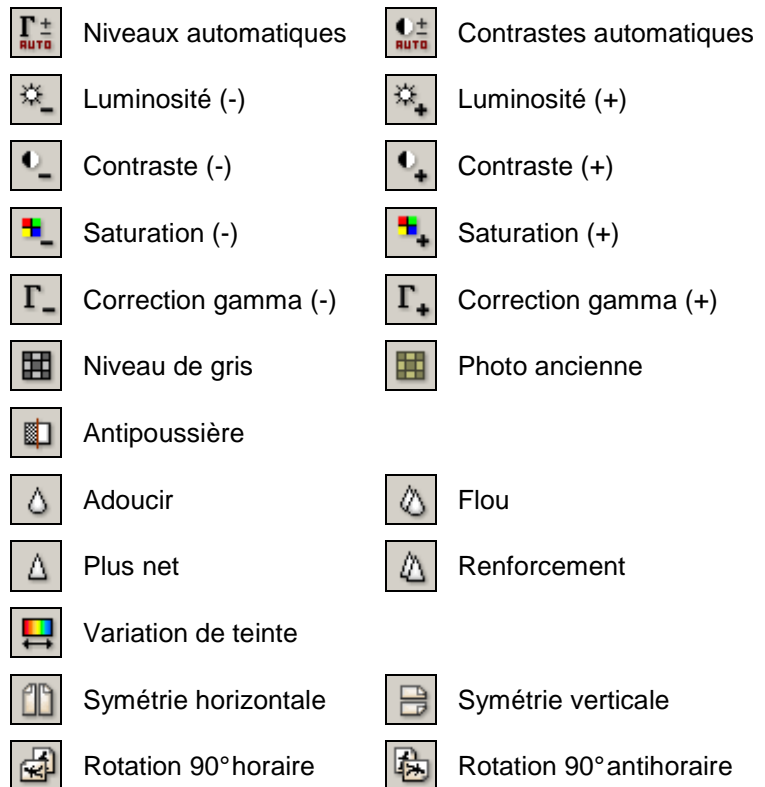 Γ± AUTO Niveaux automatiques ± AUTO Contrastes automatiques
Luminosité (-) Luminosité (+)
Contraste (-) Contraste (+)
Saturation (-) Saturation (+)
Γ Correction gamma (-) Γ Correction gamma (+)
Niveau de gris Photo ancienne
Antipoussière
Adoucir Flou
Plus net Renforcement
Variation de teinte
Symétrie horizontale Symétrie verticale
Rotation 90° horaire Rotation 90° antihoraire